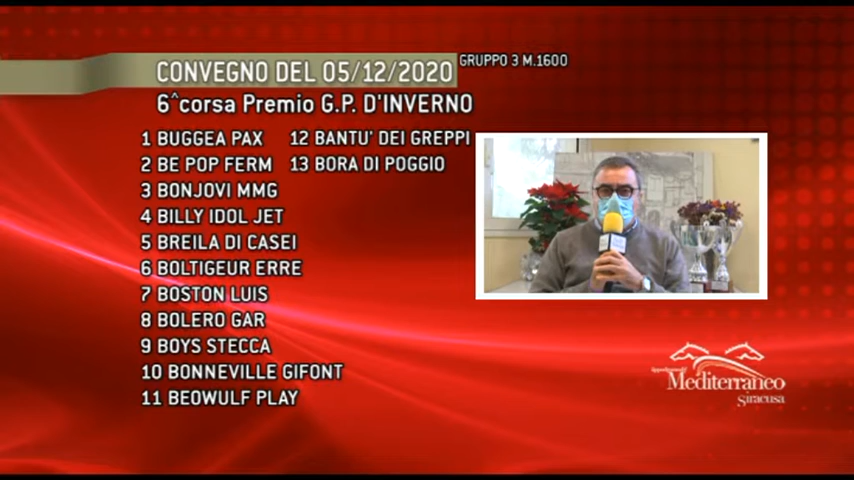 CONVEGNO DEL 05/12/2020
GRUPPO 3 M.1600
6^corsa Premio G.P. D'INVERNO
1 BUGGEA PAX
2 BE POP FERM
3 BONJOVI MMG
4 BILLY IDOL JET
5 BREILA DI CASEI
6 BOLTIGEUR ERRE
7 BOSTON LUIS
8 BOLERO GAR
9 BOYS STECCA
10 BONNEVILLE GIFONT
11 BEOWULF PLAY
12 BANTU' DEI GREPPI
13 BORA DI POGGIO
Mediterraneo
Siracusa